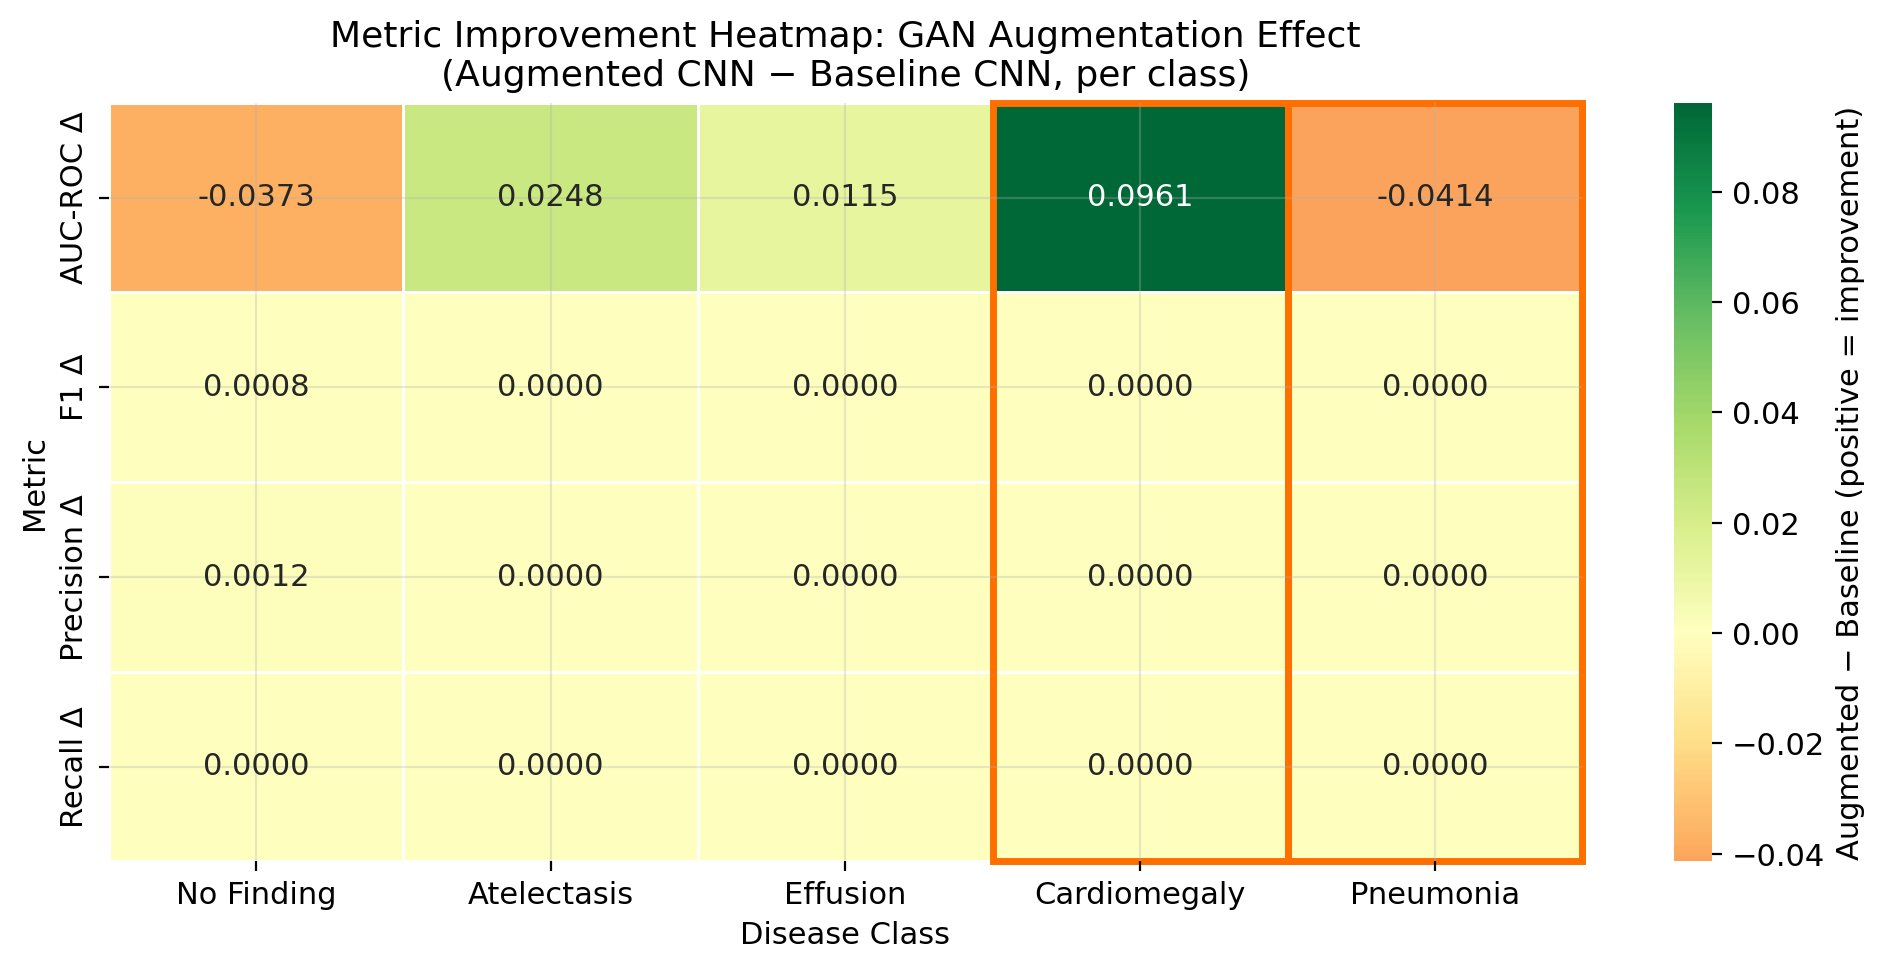 Metric Improvement Heatmap: GAN Augmentation Effect
(Augmented CNN − Baseline CNN, per class)
Metric
AUC-ROC Δ
-0.0373 0.0248 0.0115 0.0961 -0.0414
F1 Δ
0.0008 0.0000 0.0000 0.0000 0.0000
Precision Δ
0.0012 0.0000 0.0000 0.0000 0.0000
Recall Δ
0.0000 0.0000 0.0000 0.0000 0.0000
No Finding Atelectasis Effusion Cardiomegaly Pneumonia
Disease Class
0.08
0.06
0.04
0.02
0.00
−0.02
−0.04
Augmented − Baseline (positive = improvement)